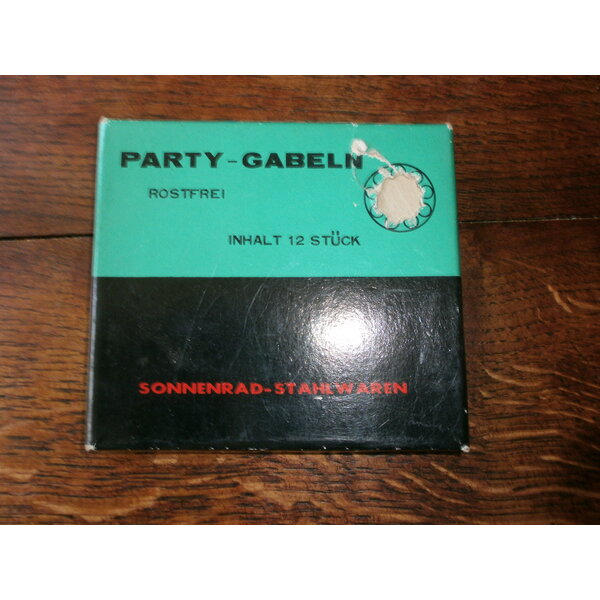 PARTY-GABELN
ROSTFREI
INHALT 12 STÜCK
SONNENRAD-STAHLWAREN